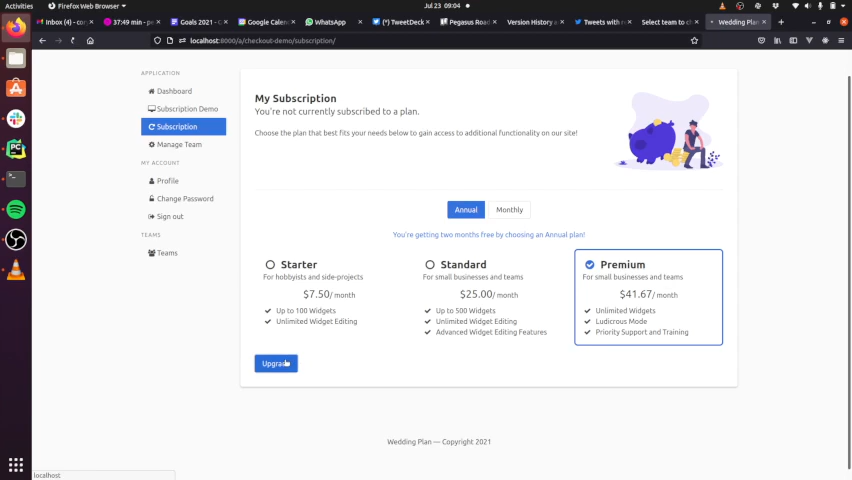 Activities
Firefox Web Browser
Jul 23 09:04
Inbox (4) - cor
37:49 min - pe
Goals 2021 - G
Google Calen
WhatsApp
(2) TweetDeck
Pegasus Road
Version History a
Tweets with re
Select team to c
Wedding Plan
localhost:8000/a/checkout-demo/subscription/
APPLICATION
Dashboard
Subscription Demo
Subscription
Manage Team
MY ACCOUNT
Profile
Change Password
Sign out
TEAMS
Teams
My Subscription
You're not currently subscribed to a plan.
Choose the plan that best fits your needs below to gain access to additional functionality on our site!
Annual
Monthly
You're getting two months free by choosing an Annual plan!
Starter
For hobbyists and side-projects
$7.50/ month
Up to 100 Widgets
Unlimited Widget Editing
Standard
For small businesses and teams
$25.00/ month
Up to 500 Widgets
Unlimited Widget Editing
Advanced Widget Editing Features
Premium
For small businesses and teams
$41.67/ month
Unlimited Widgets
Ludicrous Mode
Priority Support and Training
Upgrade
Wedding Plan — Copyright 2021
localhost